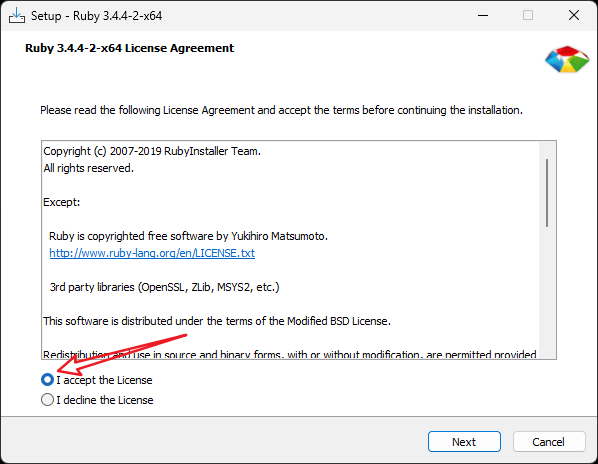 Setup - Ruby 3.4.4-2-x64
Ruby 3.4.4-2-x64 License Agreement
Please read the following License Agreement and accept the terms before continuing the installation.
Copyright (c) 2007-2019 RubyInstaller Team.
All rights reserved.
Except:
Ruby is copyrighted free software by Yukihiro Matsumoto.
http://www.ruby-lang.org/en/LICENSE.txt
3rd party libraries (OpenSSL, ZLib, MSYS2, etc.)
This software is distributed under the terms of the Modified BSD License.
Redistribution and use in source and binary forms, with or without modification, are permitted provided
I accept the License
I decline the License
Next
Cancel